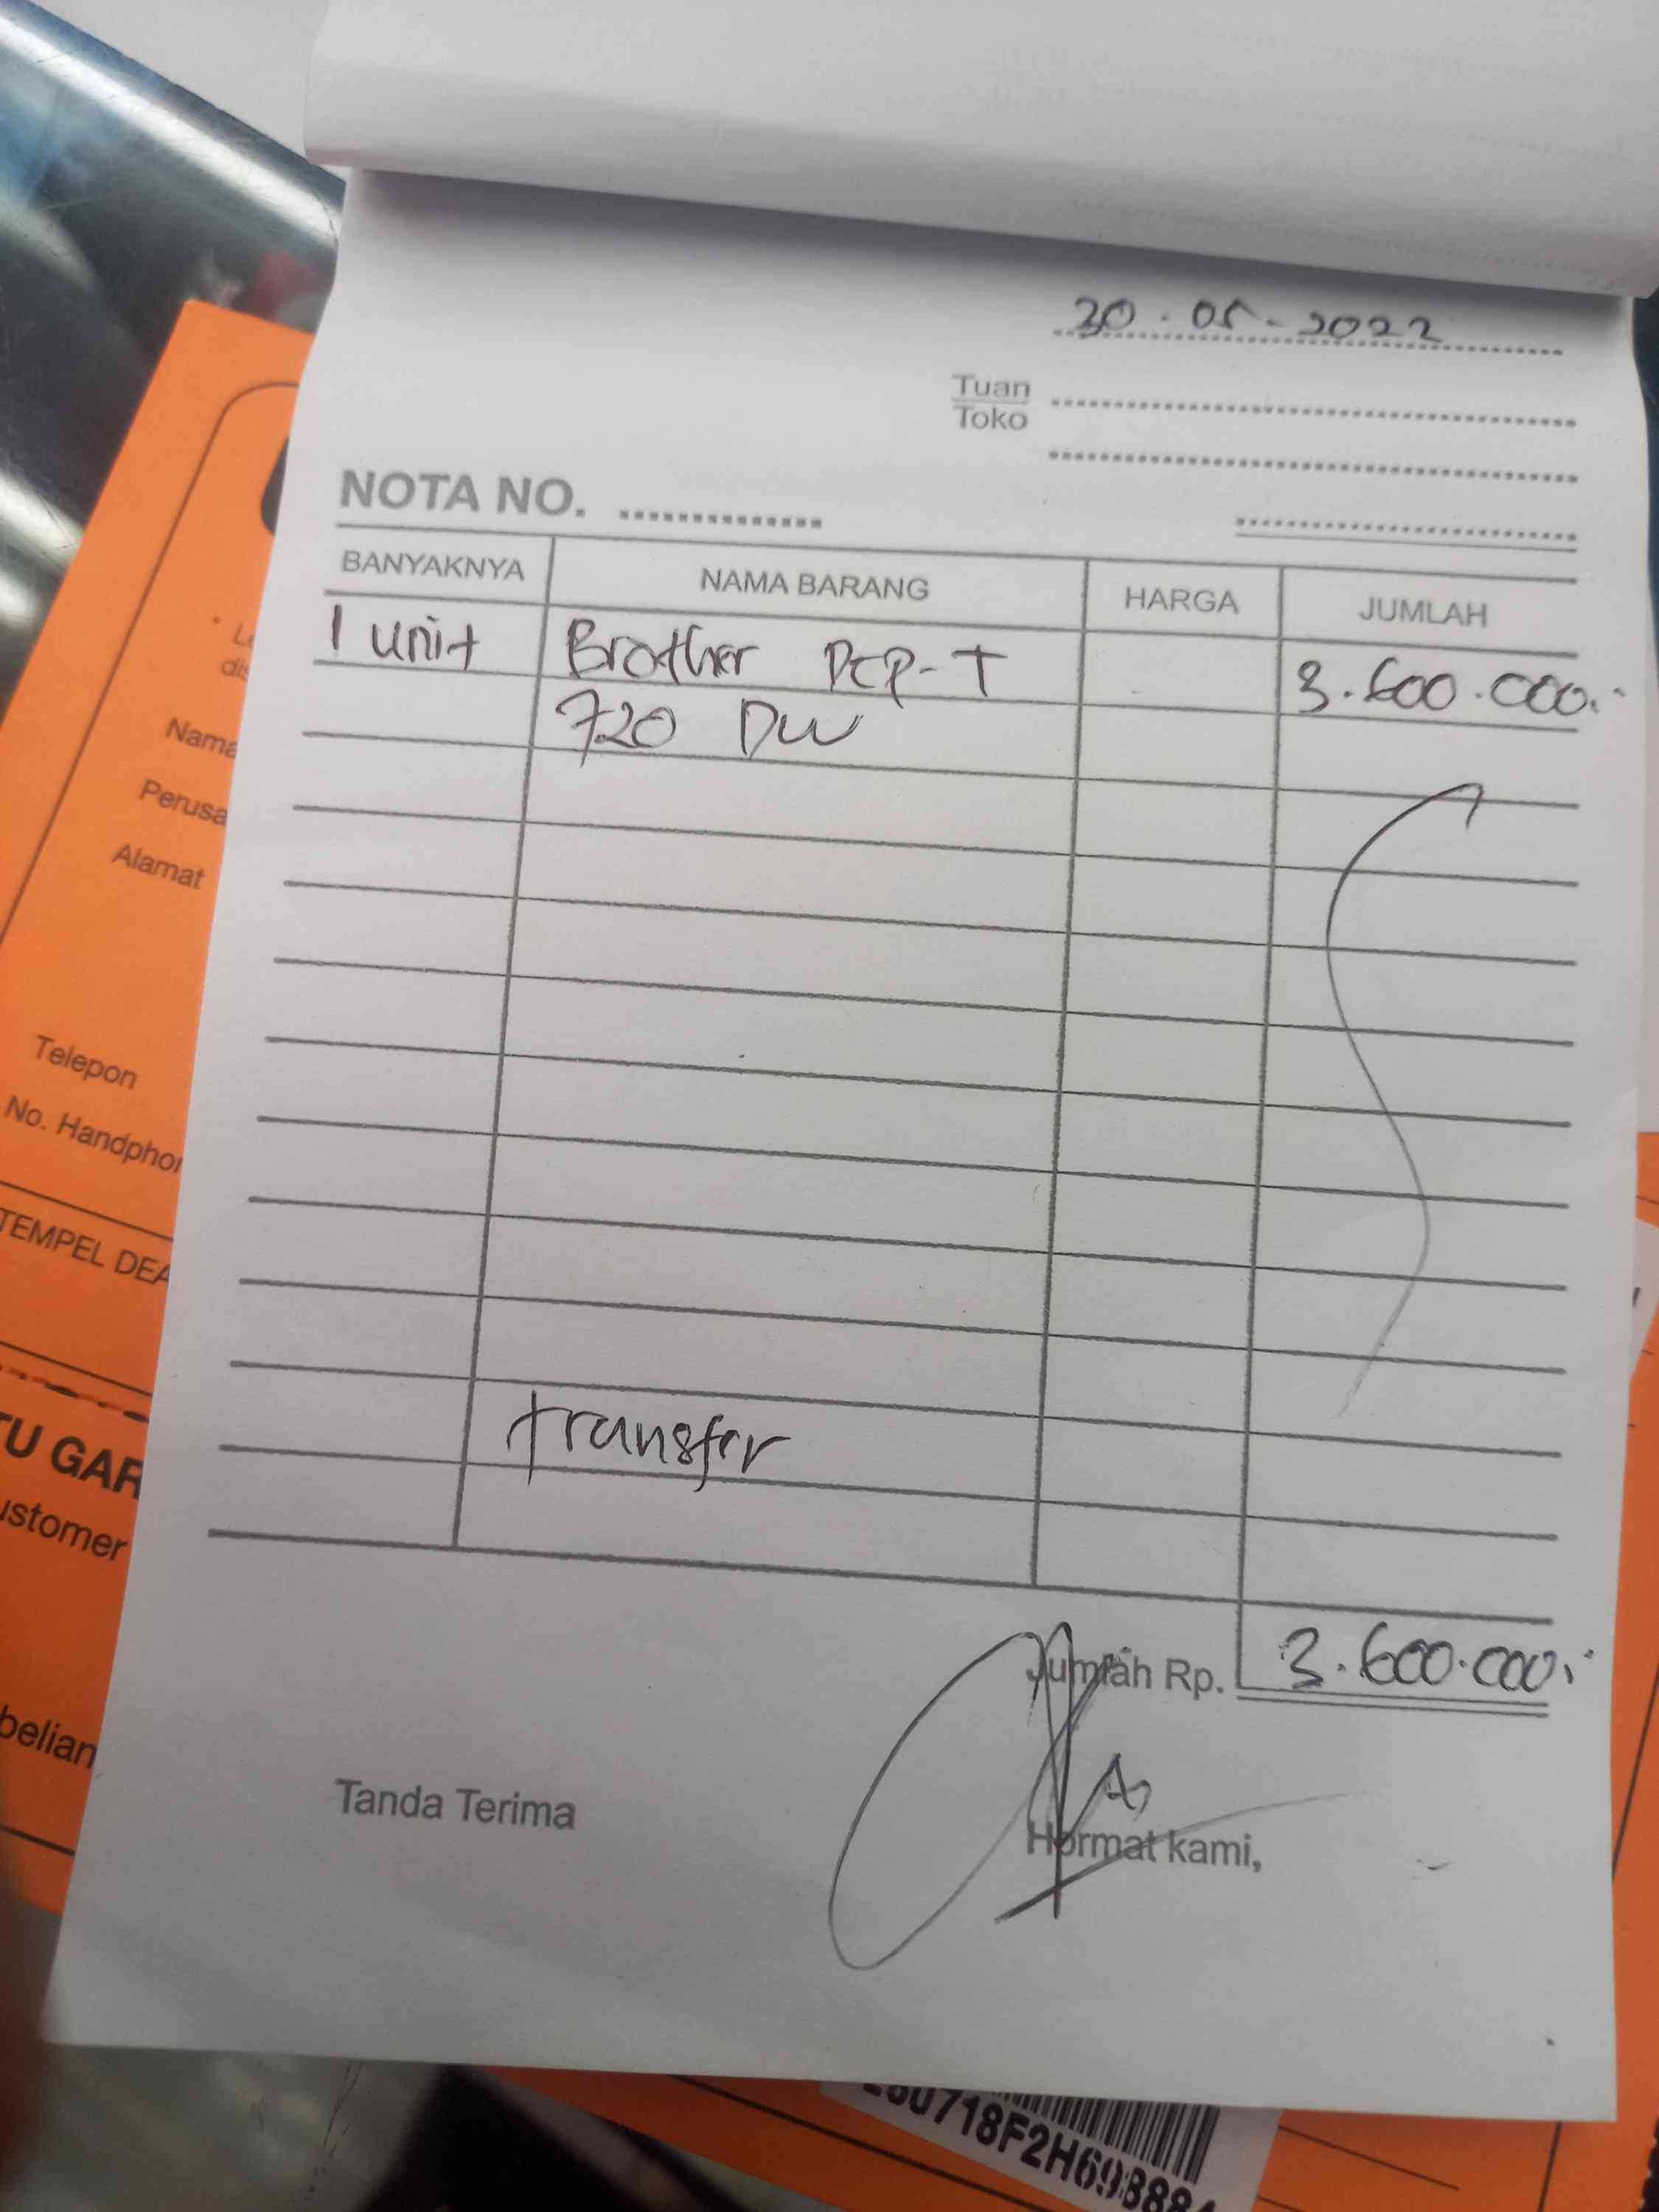 30.05-2022
Tuan
Toko
NOTA NO.
BANYAKNYA NAMA BARANG HARGA JUMLAH
1 unit Brother DCP-T 3.600.000.-
720 DW
transfer
Jumlah Rp. 3.600.000.-
Tanda Terima
Hormat kami,
Nama
Perusa
Alamat
Telepon
No. Handphon
TEMPEL DEA
TU GAR
ustomer
belian
718F2H69